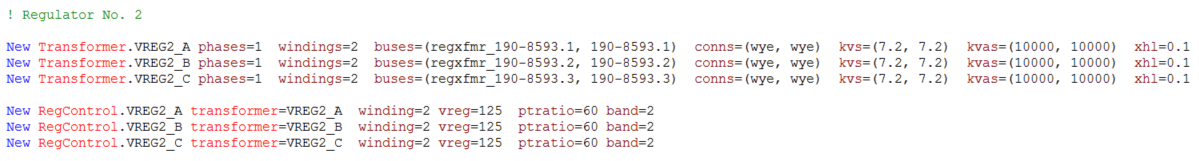 ! Regulator No. 2
New Transformer.VREG2_A phases=1 windings=2 buses=(regxfmr_190-8593.1, 190-8593.1) conns=(wye, wye) kvs=(7.2, 7.2) kvas=(10000, 10000) xhl=0.1
New Transformer.VREG2_B phases=1 windings=2 buses=(regxfmr_190-8593.2, 190-8593.2) conns=(wye, wye) kvs=(7.2, 7.2) kvas=(10000, 10000) xhl=0.1
New Transformer.VREG2_C phases=1 windings=2 buses=(regxfmr_190-8593.3, 190-8593.3) conns=(wye, wye) kvs=(7.2, 7.2) kvas=(10000, 10000) xhl=0.1
New RegControl.VREG2_A transformer=VREG2_A winding=2 vreg=125 ptratio=60 band=2
New RegControl.VREG2_B transformer=VREG2_B winding=2 vreg=125 ptratio=60 band=2
New RegControl.VREG2_C transformer=VREG2_C winding=2 vreg=125 ptratio=60 band=2